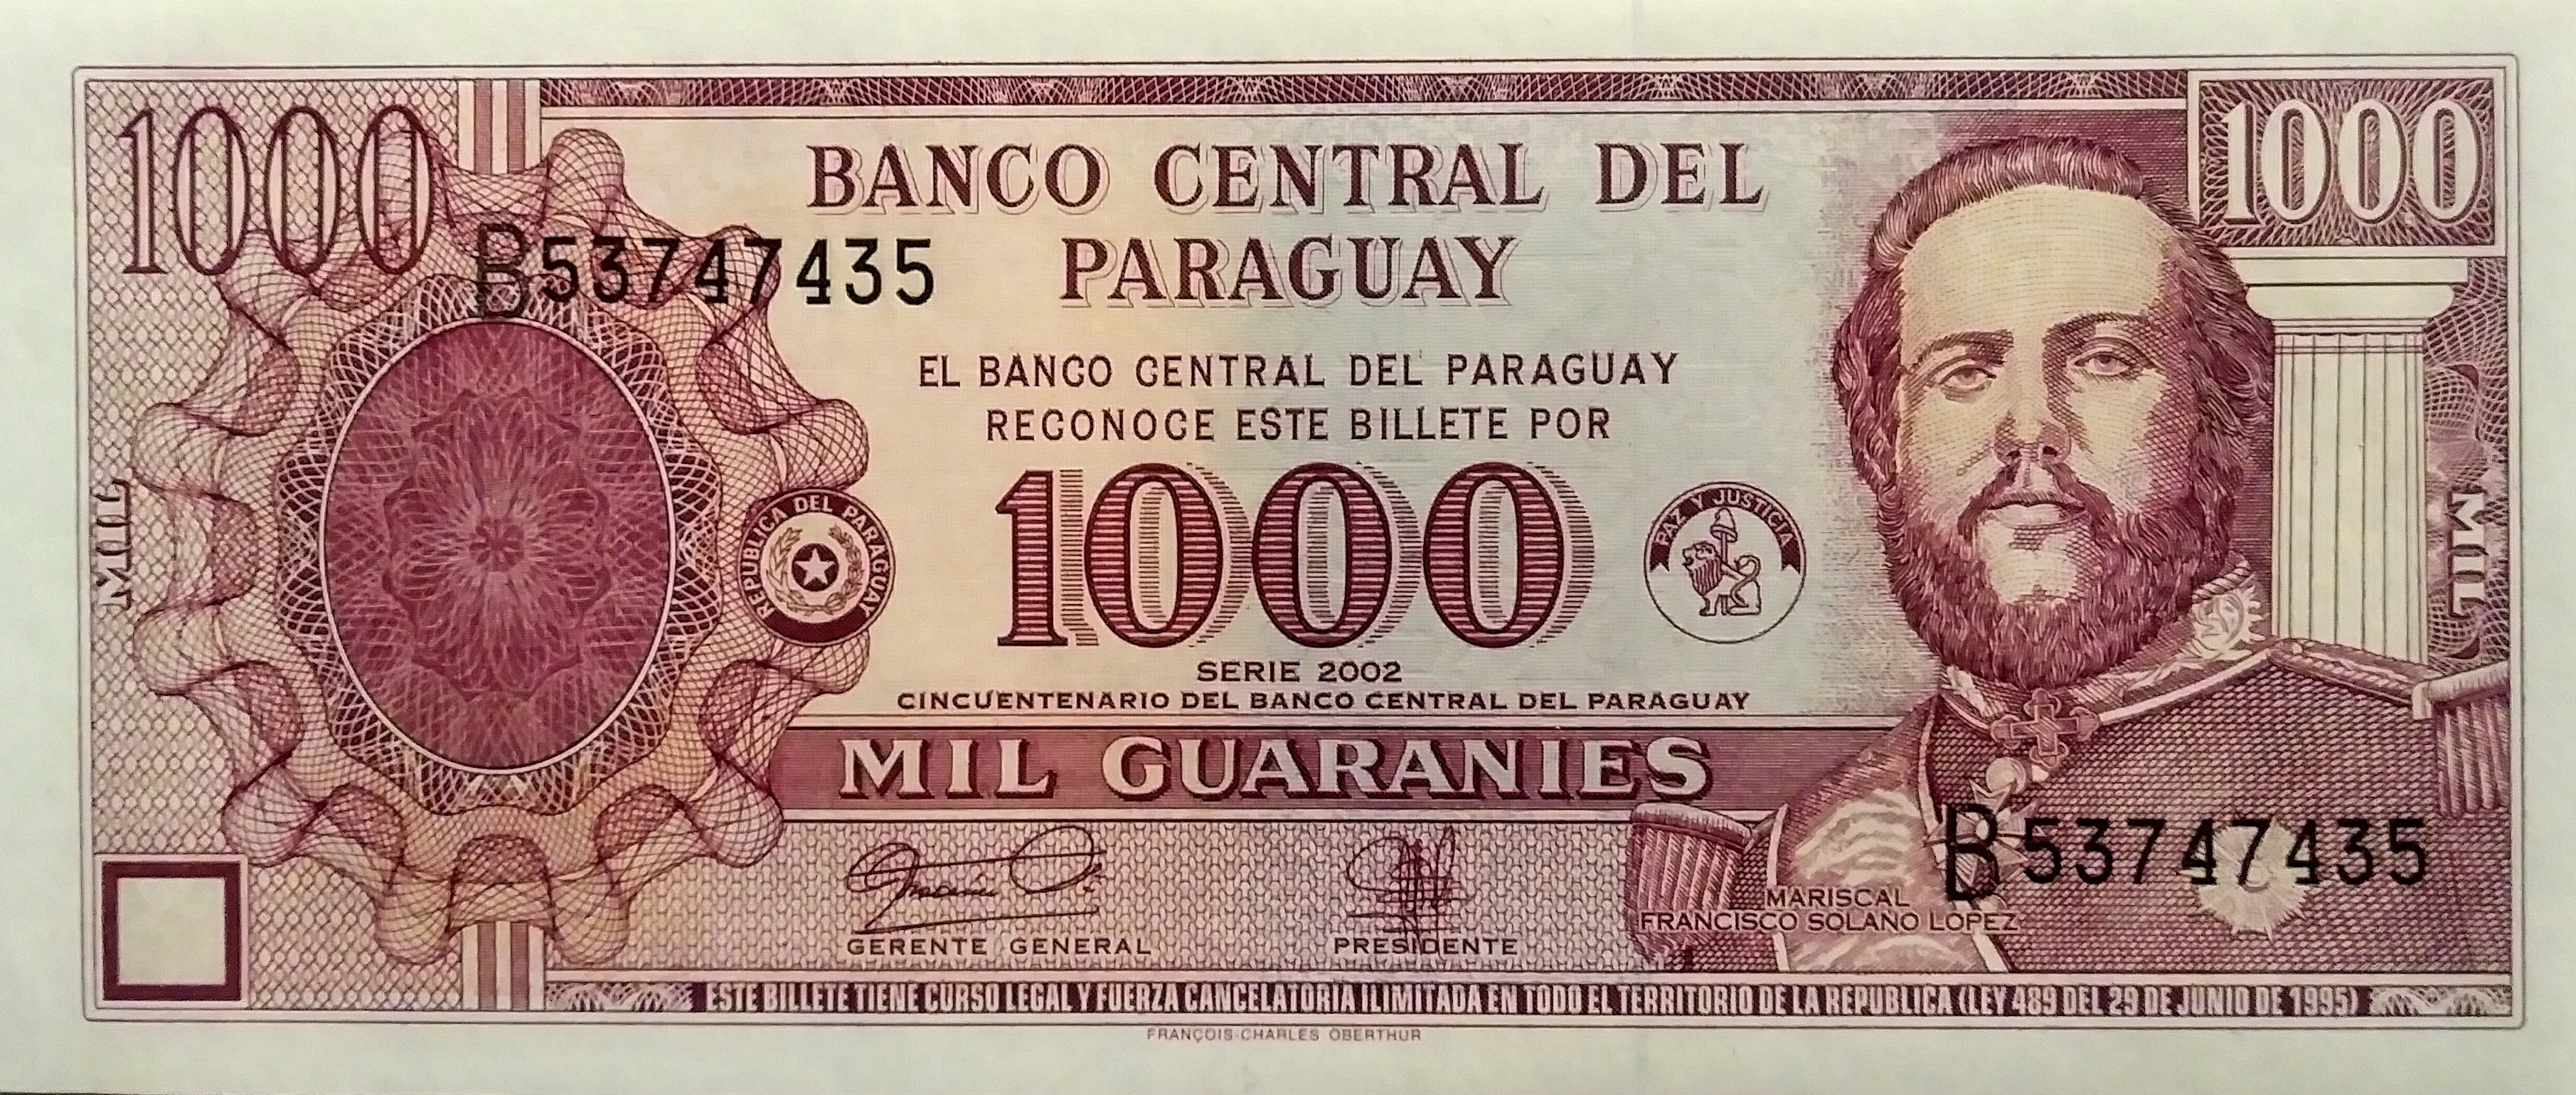 1000
1000
BANCO CENTRAL DEL
PARAGUAY
B53747435
EL BANCO CENTRAL DEL PARAGUAY
RECONOCE ESTE BILLETE POR
1000
MIL
REPUBLICA DEL PARAGUAY
PAZ Y JUSTICIA
MIL
SERIE 2002
CINCUENTENARIO DEL BANCO CENTRAL DEL PARAGUAY
MIL GUARANIES
B53747435
MARISCAL
FRANCISCO SOLANO LOPEZ
GERENTE GENERAL
PRESIDENTE
ESTE BILLETE TIENE CURSO LEGAL Y FUERZA CANCELATORIA ILIMITADA EN TODO EL TERRITORIO DE LA REPUBLICA (LEY 489 DEL 29 DE JUNIO DE 1995)
FRANÇOIS-CHARLES OBERTHUR